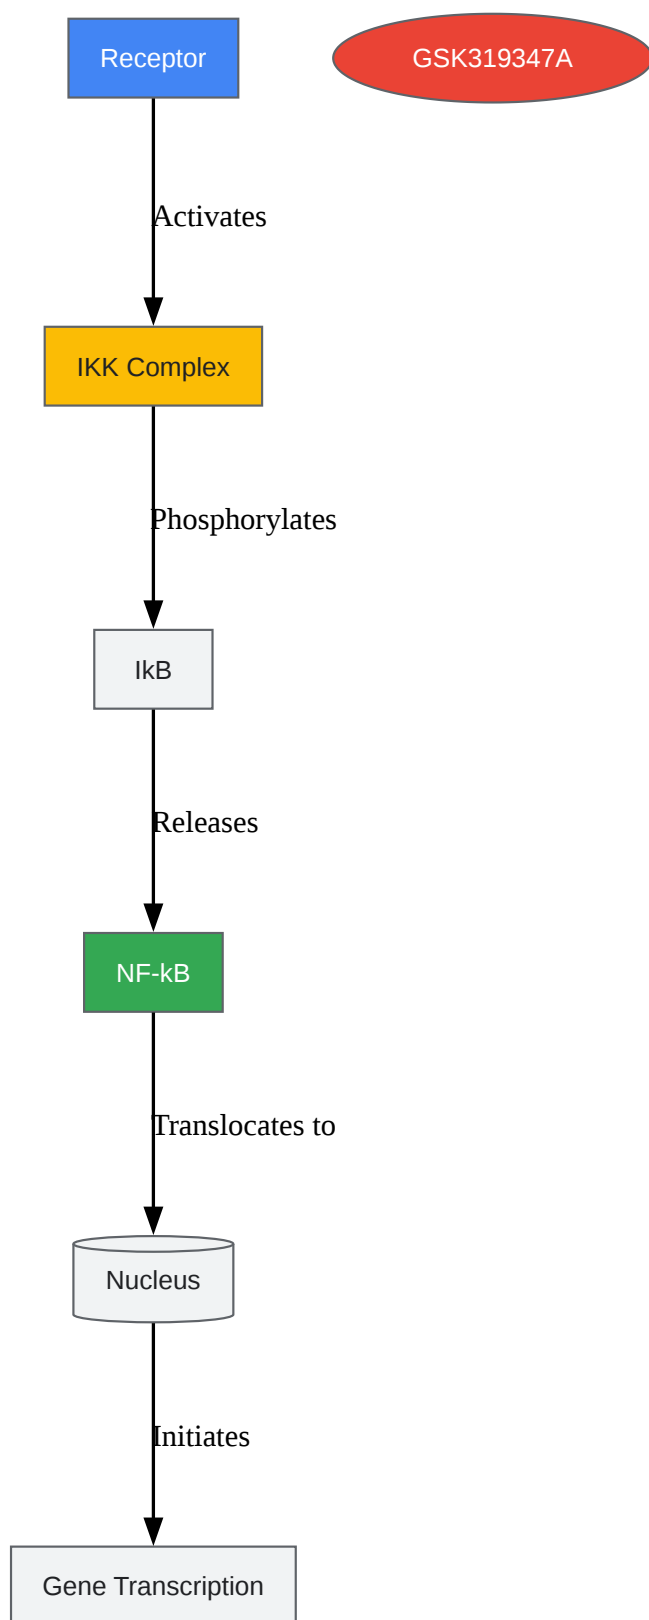 Receptor
GSK319347A
Activates
IKK Complex
Phosphorylates
IkB
Releases
NF-kB
Translocates to
Nucleus
Initiates
Gene Transcription